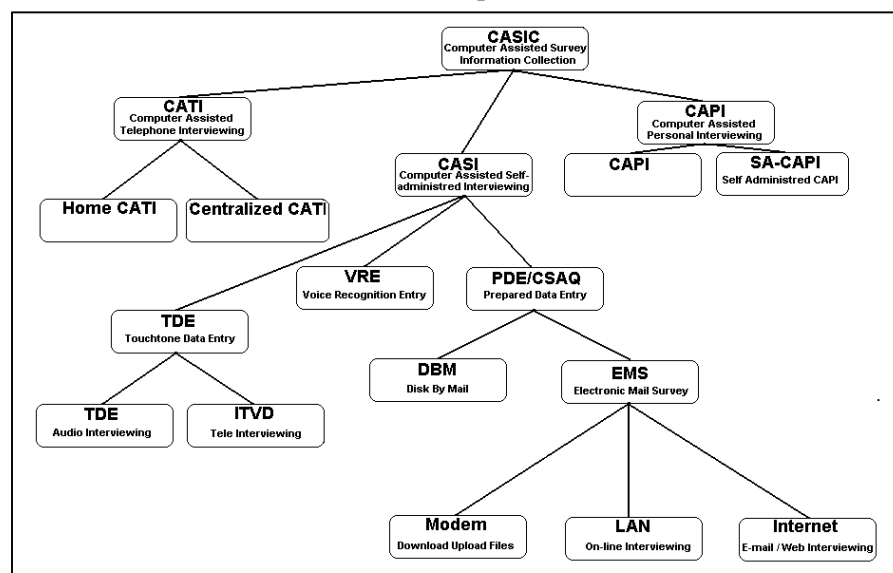 CASIC
Computer Assisted Survey
Information Collection
CATI
Computer Assisted
Telephone Interviewing
CAPI
Computer Assisted
Personal Interviewing
CASI
Computer Assisted Self-
administred Interviewing
CAPI
SA-CAPI
Self Administred CAPI
Home CATI
Centralized CATI
VRE
Voice Recognition Entry
PDE/CSAQ
Prepared Data Entry
TDE
Touchtone Data Entry
DBM
Disk By Mail
EMS
Electronic Mail Survey
TDE
Audio Interviewing
ITVD
Tele Interviewing
Modem
Download Upload Files
LAN
On-line Interviewing
Internet
E-mail / Web Interviewing